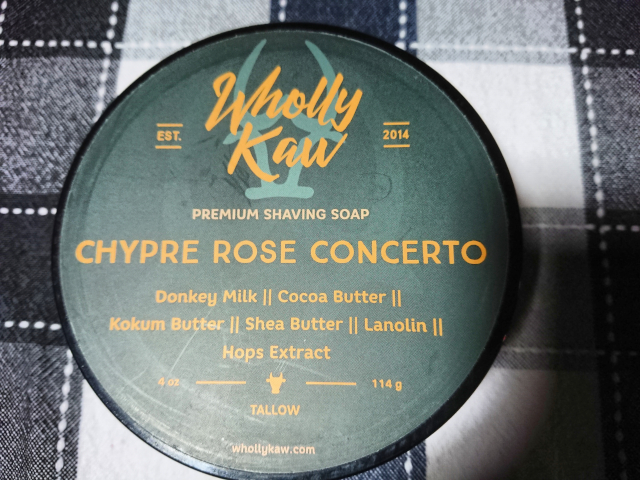 Wholly
Kaw
EST.
2014
PREMIUM SHAVING SOAP
CHYPRE ROSE CONCERTO
Donkey Milk || Cocoa Butter ||
Kokum Butter || Shea Butter || Lanolin ||
Hops Extract
4 oz
114 g
TALLOW
whollykaw.com